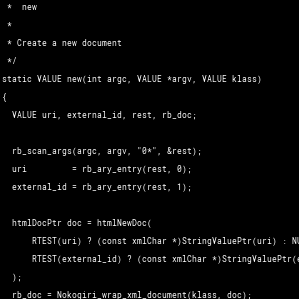 *  new
 *
 * Create a new document
 */
static VALUE new(int argc, VALUE *argv, VALUE klass)
{
  VALUE uri, external_id, rest, rb_doc;

  rb_scan_args(argc, argv, "0*", &rest);
  uri         = rb_ary_entry(rest, 0);
  external_id = rb_ary_entry(rest, 1);

  htmlDocPtr doc = htmlNewDoc(
      RTEST(uri) ? (const xmlChar *)StringValuePtr(uri) :
      RTEST(external_id) ? (const xmlChar *)StringValuePtr(
  );
  rb_doc = Nokogiri_wrap_xml_document(klass, doc);